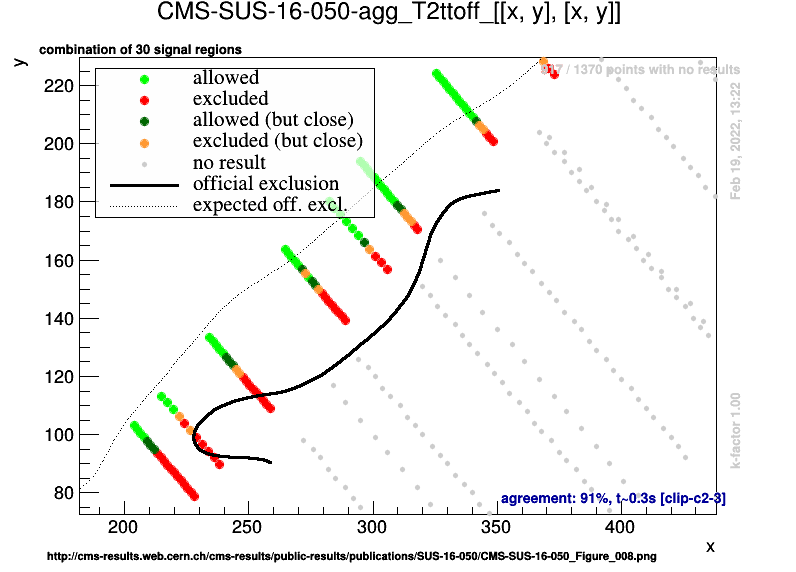 CMS-SUS-16-050-agg_T2ttoff_[[x, y], [x, y]]
combination of 30 signal regions
y
/ 1370 points with no results
allowed
excluded
allowed (but close)
excluded (but close)
no result
official exclusion
expected off. excl.
220
200
180
160
140
120
100
80
200
250
300
350
400
x
Feb 19, 2022, 13:22
k-factor 1.00
agreement: 91%, t~0.3s [clip-c2-3]
http://cms-results.web.cern.ch/cms-results/public-results/publications/SUS-16-050/CMS-SUS-16-050_Figure_008.png